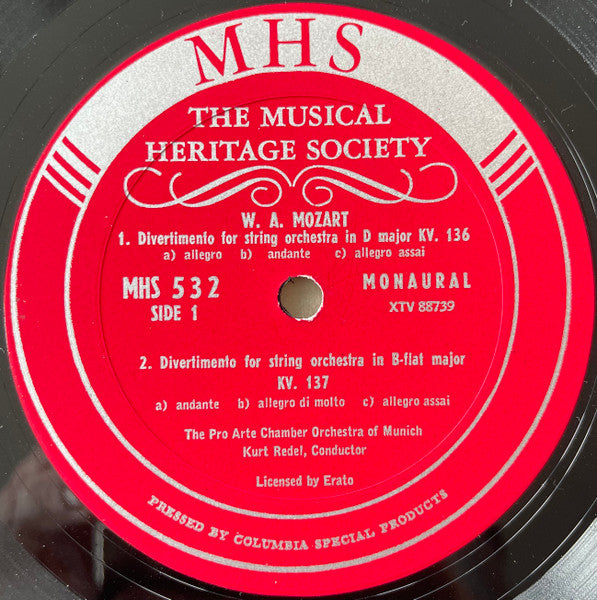 MHS
THE MUSICAL
HERITAGE SOCIETY
W. A. MOZART
1. Divertimento for string orchestra in D major KV. 136
a) allegro b) andante c) allegro assai
MHS 532
SIDE 1
MONAURAL
XTV 88739
2. Divertimento for string orchestra in B-flat major
KV. 137
a) andante b) allegro di molto c) allegro assai
The Pro Arte Chamber Orchestra of Munich
Kurt Redel, Conductor
Licensed by Erato
PRESSED BY COLUMBIA SPECIAL PRODUCTS